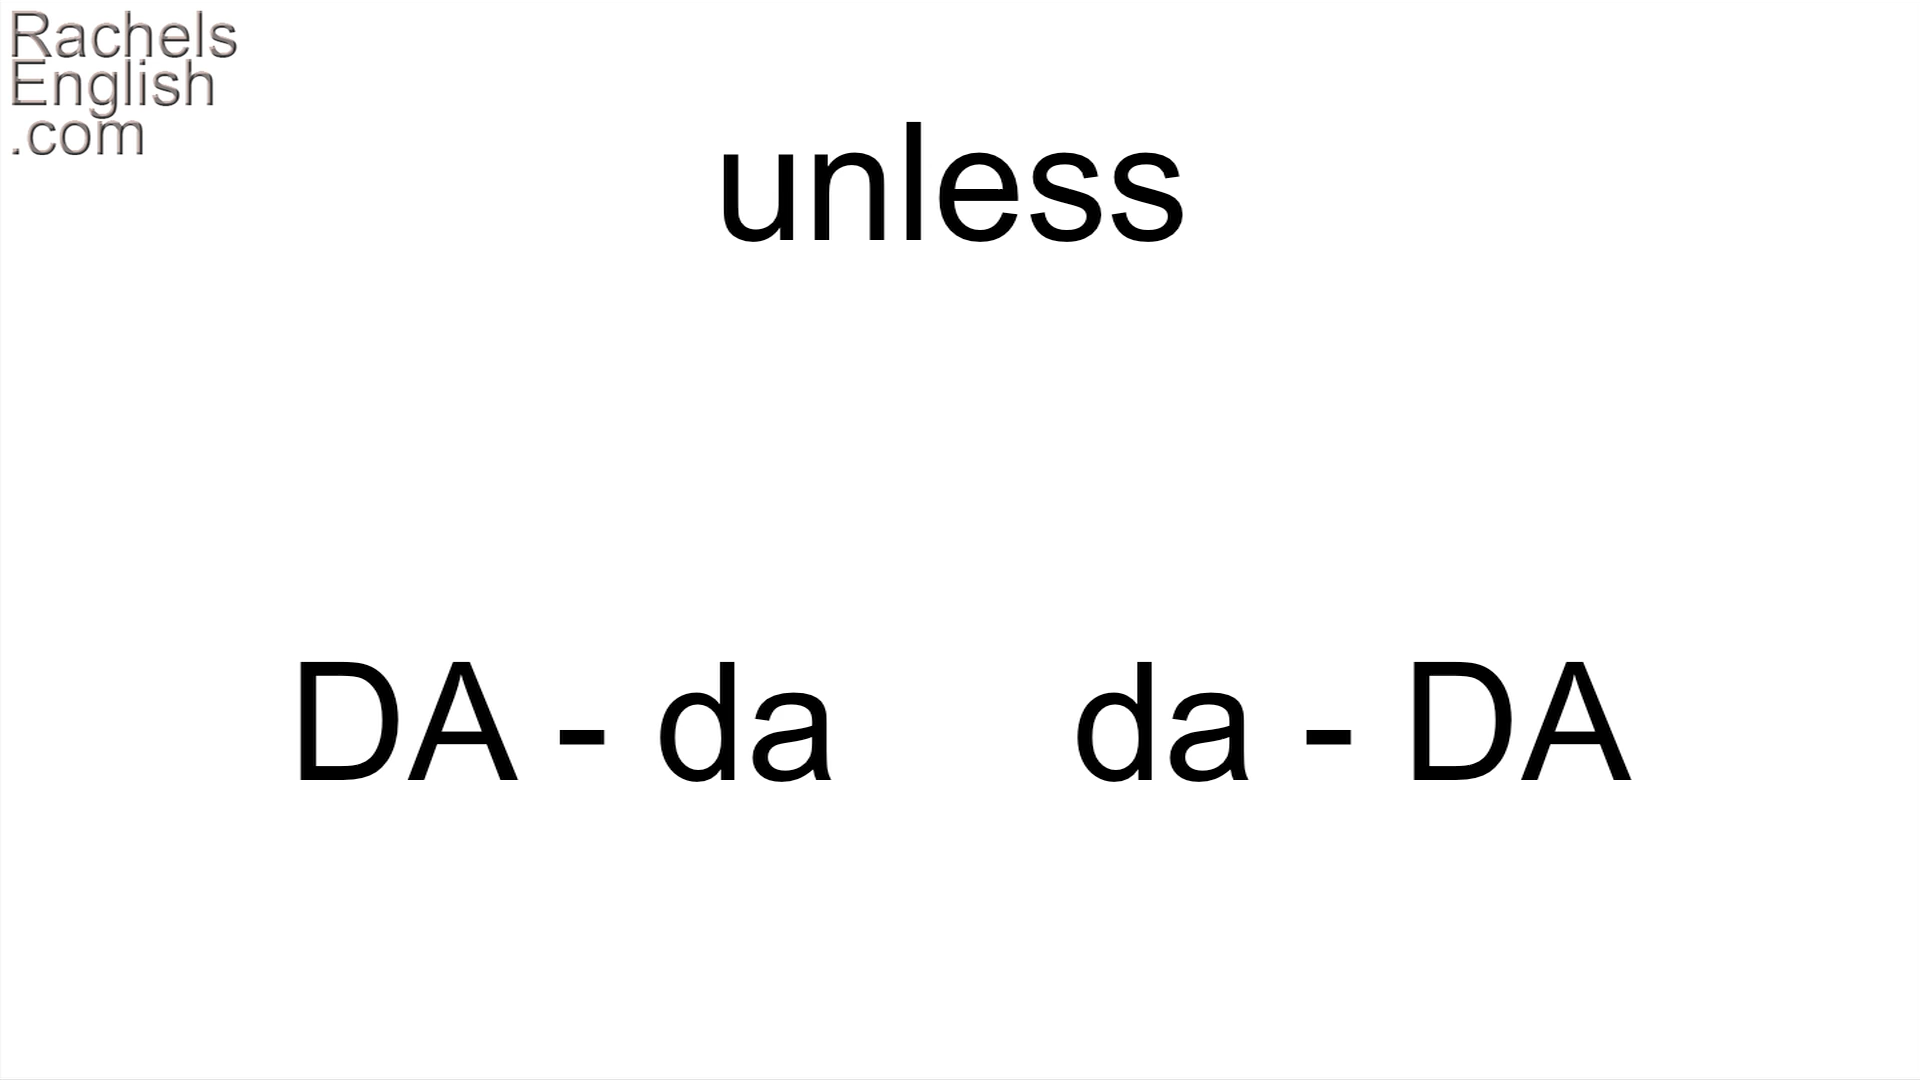 Rachels
English
.com
unless
DA - da da - DA